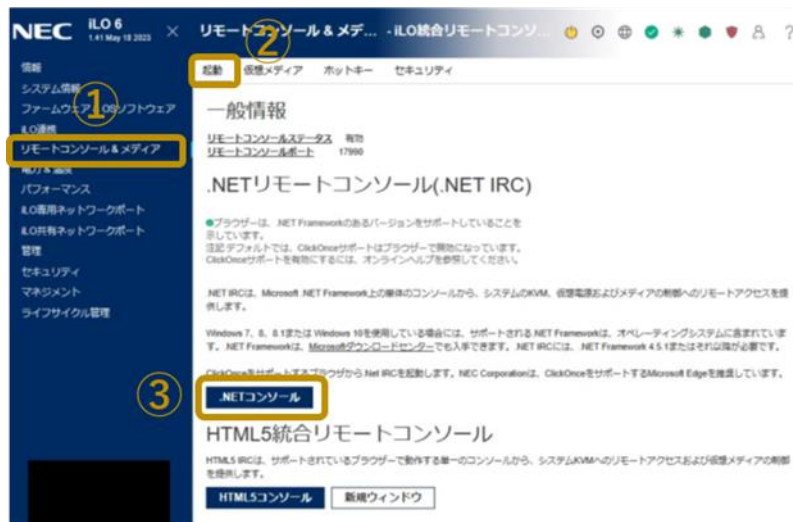 NEC iLO 6
1.41 May 18 2023
リモートコンソール & メデ... - iLO統合リモートコンソ...
②
起動 仮想メディア ホットキー セキュリティ
情報
システム情報
①
ファームウェア OSソフトウェア
iLO連携
リモートコンソール & メディア
電力 & 温度
パフォーマンス
iLO専用ネットワークポート
iLO共有ネットワークポート
管理
セキュリティ
マネジメント
ライフサイクル管理
一般情報
リモートコンソールステータス 有効
リモートコンソールポート 17990
.NETリモートコンソール(.NET IRC)
ブラウザーは、.NET Frameworkのあるバージョンをサポートしていることを
示しています。
注記 デフォルトでは、ClickOnceサポートはブラウザーで無効になっています。
ClickOnceサポートを有効にするには、オンラインヘルプを参照してください。
.NET IRCは、Microsoft .NET Framework上の単体のコンソールから、システムのKVM、仮想電源およびメディアの制御へのリモートアクセスを提
供します。
Windows 7、8、8.1または Windows 10を使用している場合には、サポートされる.NET Frameworkは、オペレーティングシステムに含まれていま
す。.NET Frameworkは、Microsoftダウンロードセンターでも入手できます。.NET IRCには、.NET Framework 4.5.1またはそれ以降が必要です。
ClickOnceをサポートするブラウザから.Net IRCを起動します。NEC Corporationは、ClickOnceをサポートするMicrosoft Edgeを推奨しています。
③
.NETコンソール
HTML5統合リモートコンソール
HTML5 IRCは、サポートされているブラウザーで動作する単一のコンソールから、システムKVMへのリモートアクセスおよび仮想メディアの制御
を提供します。
HTML5コンソール 新規ウィンドウ